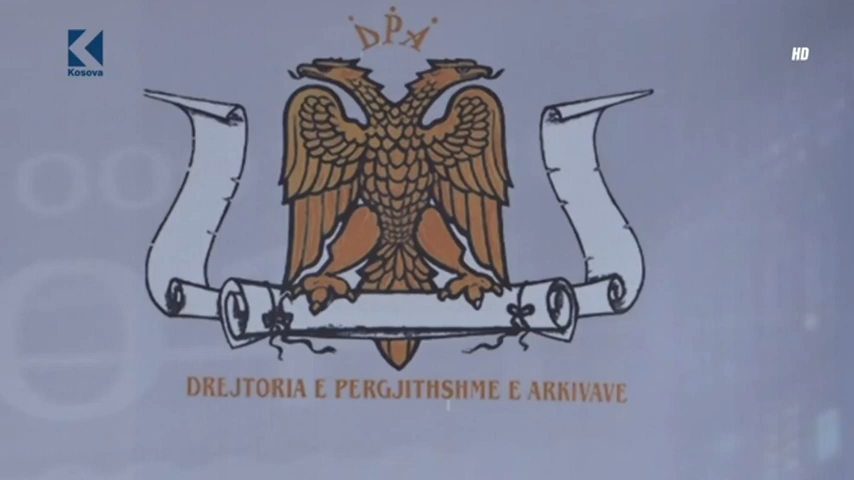 Kosova
HD
DPA
DREJTORIA E PERGJITHSHME E ARKIVAVE